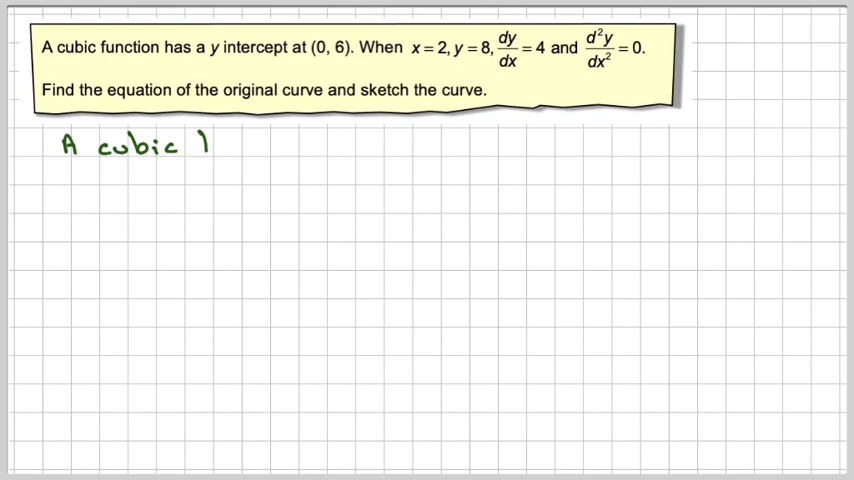 A cubic function has a y intercept at (0, 6). When x = 2, y = 8, dy/dx = 4 and d²y/dx² = 0.
Find the equation of the original curve and sketch the curve.
A cubic